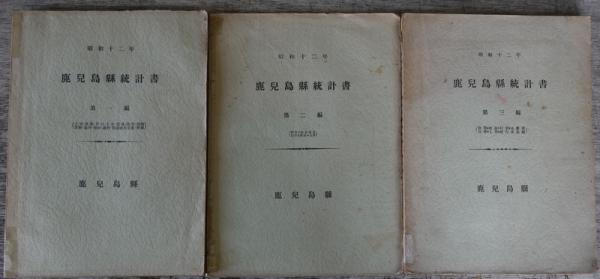 昭和十二年
鹿兒島縣統計書
第一編
鹿兒島縣
昭和十二年
鹿兒島縣統計書
第二編
鹿兒島縣
昭和十二年
鹿兒島縣統計書
第三編
鹿兒島縣